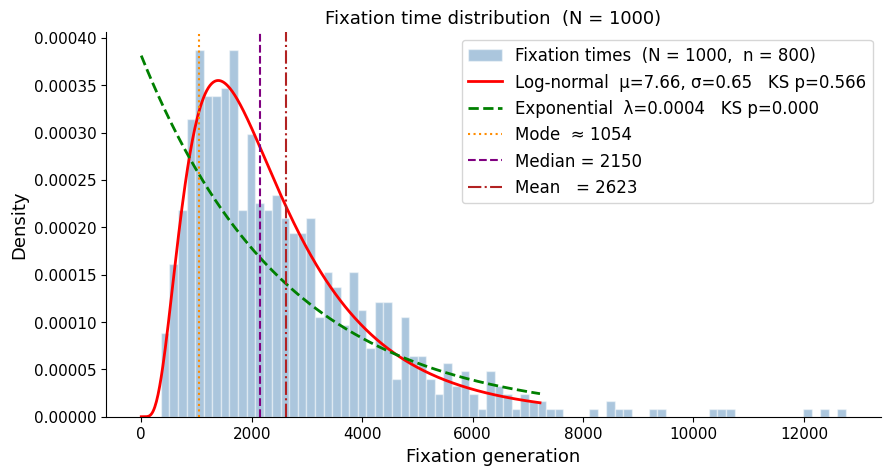 Fixation time distribution  (N = 1000)
Fixation times  (N = 1000,  n = 800)
Log-normal  μ=7.66, σ=0.65   KS p=0.566
Exponential  λ=0.0004   KS p=0.000
Mode  ≈ 1054
Median = 2150
Mean   = 2623
Density
0.00040
0.00035
0.00030
0.00025
0.00020
0.00015
0.00010
0.00005
0.00000
0 2000 4000 6000 8000 10000 12000
Fixation generation